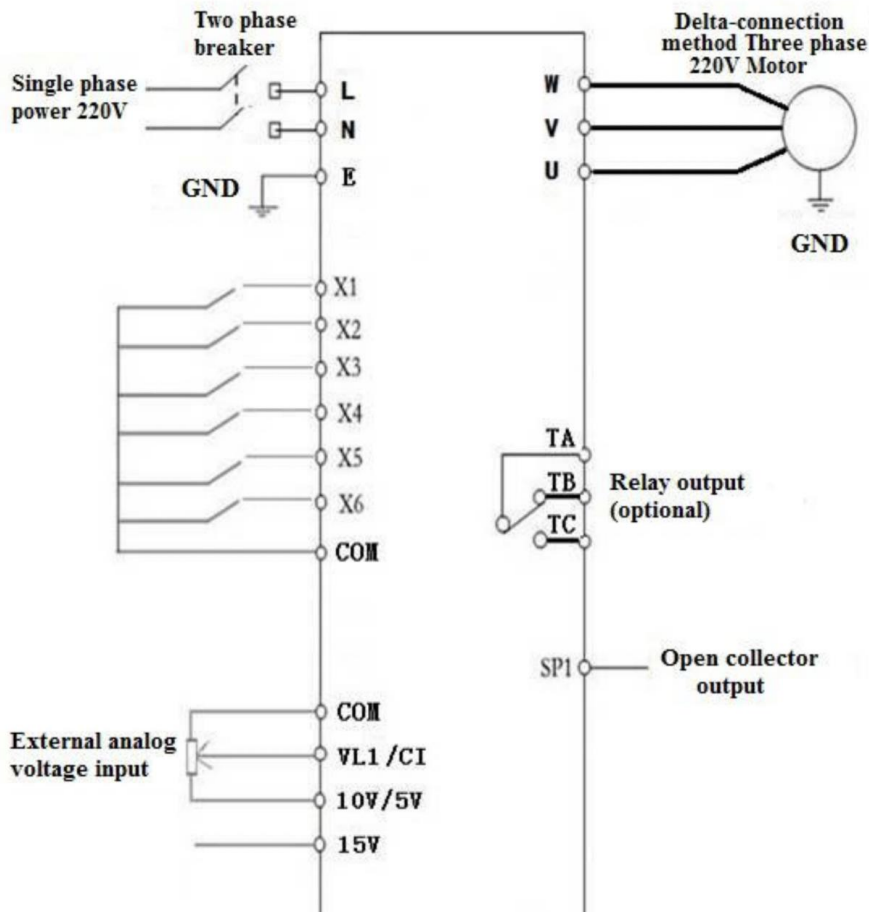 Two phase
breaker
Single phase
power 220V
L
N
E
GND
Delta-connection
method Three phase
220V Motor
W
V
U
GND
X1
X2
X3
X4
X5
X6
COM
TA
TB
TC
Relay output
(optional)
SP1
Open collector
output
External analog
voltage input
COM
VL1/CI
10V/5V
15V